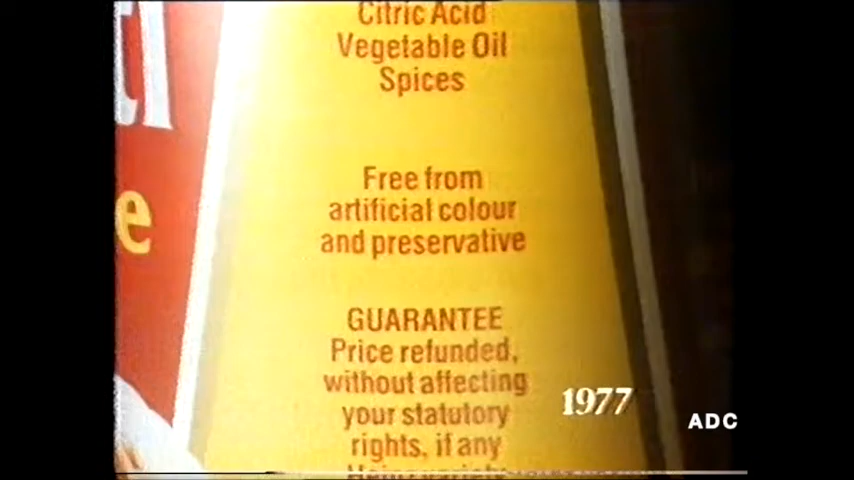 Citric Acid
Vegetable Oil
Spices
Free from
artificial colour
and preservative
GUARANTEE
Price refunded,
without affecting
your statutory
rights, if any
1977
ADC